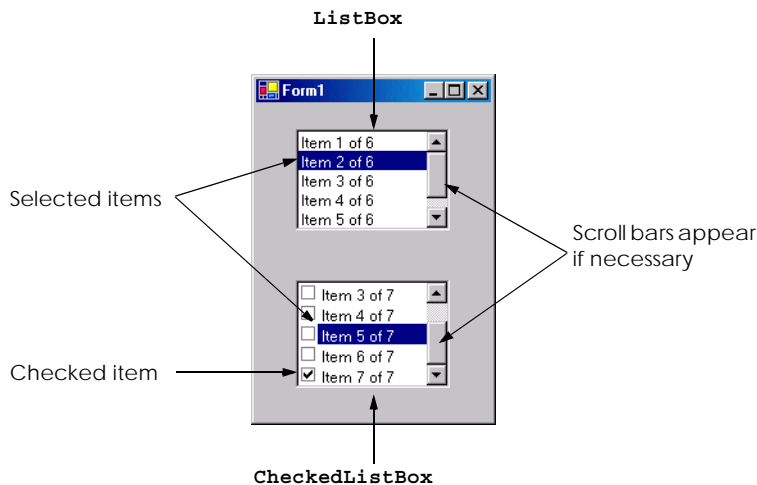 ListBox
Form1
Item 1 of 6
Item 2 of 6
Item 3 of 6
Item 4 of 6
Item 5 of 6
Selected items
Scroll bars appear
if necessary
Item 3 of 7
Item 4 of 7
Item 5 of 7
Item 6 of 7
Item 7 of 7
Checked item
CheckedListBox